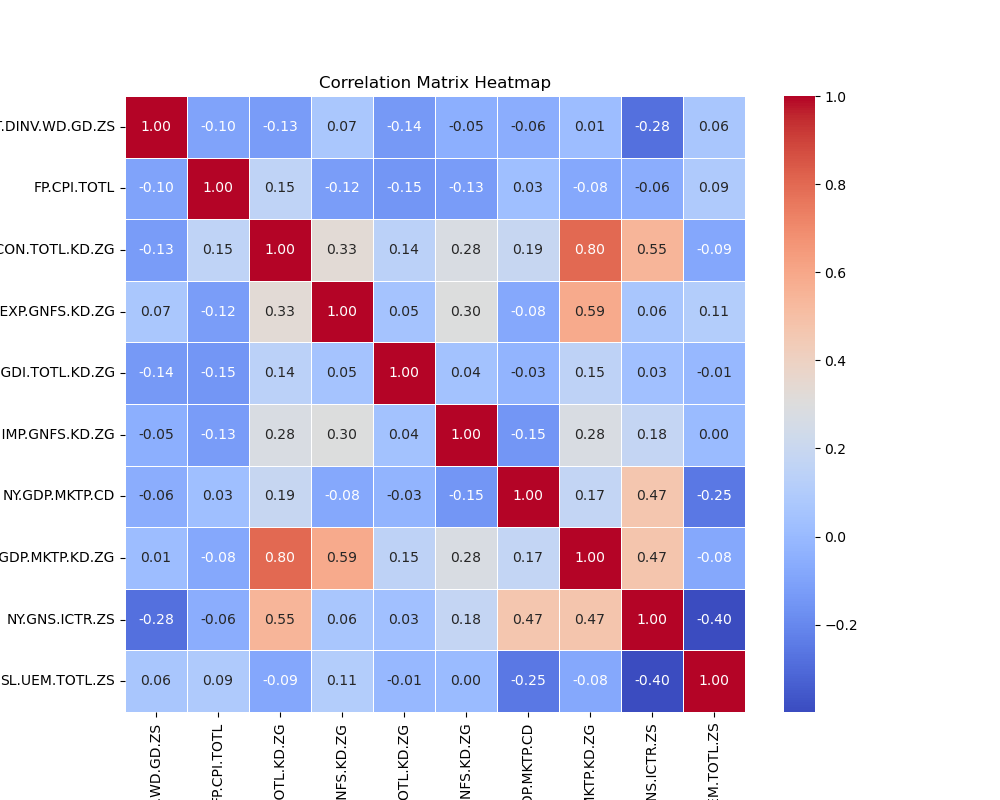 Correlation Matrix Heatmap
T.DINV.WD.GD.ZS 1.00 -0.10 -0.13 0.07 -0.14 -0.05 -0.06 0.01 -0.28 0.06
FP.CPI.TOTL -0.10 1.00 0.15 -0.12 -0.15 -0.13 0.03 -0.08 -0.06 0.09
CON.TOTL.KD.ZG -0.13 0.15 1.00 0.33 0.14 0.28 0.19 0.80 0.55 -0.09
EXP.GNFS.KD.ZG 0.07 -0.12 0.33 1.00 0.05 0.30 -0.08 0.59 0.06 0.11
GDI.TOTL.KD.ZG -0.14 -0.15 0.14 0.05 1.00 0.04 -0.03 0.15 0.03 -0.01
IMP.GNFS.KD.ZG -0.05 -0.13 0.28 0.30 0.04 1.00 -0.15 0.28 0.18 0.00
NY.GDP.MKTP.CD -0.06 0.03 0.19 -0.08 -0.03 -0.15 1.00 0.17 0.47 -0.25
GDP.MKTP.KD.ZG 0.01 -0.08 0.80 0.59 0.15 0.28 0.17 1.00 0.47 -0.08
NY.GNS.ICTR.ZS -0.28 -0.06 0.55 0.06 0.03 0.18 0.47 0.47 1.00 -0.40
SL.UEM.TOTL.ZS 0.06 0.09 -0.09 0.11 -0.01 0.00 -0.25 -0.08 -0.40 1.00
.WD.GD.ZS
FP.CPI.TOTL
OTL.KD.ZG
NFS.KD.ZG
OTL.KD.ZG
NFS.KD.ZG
DP.MKTP.CD
MKTP.KD.ZG
NS.ICTR.ZS
EM.TOTL.ZS
1.0
0.8
0.6
0.4
0.2
0.0
-0.2